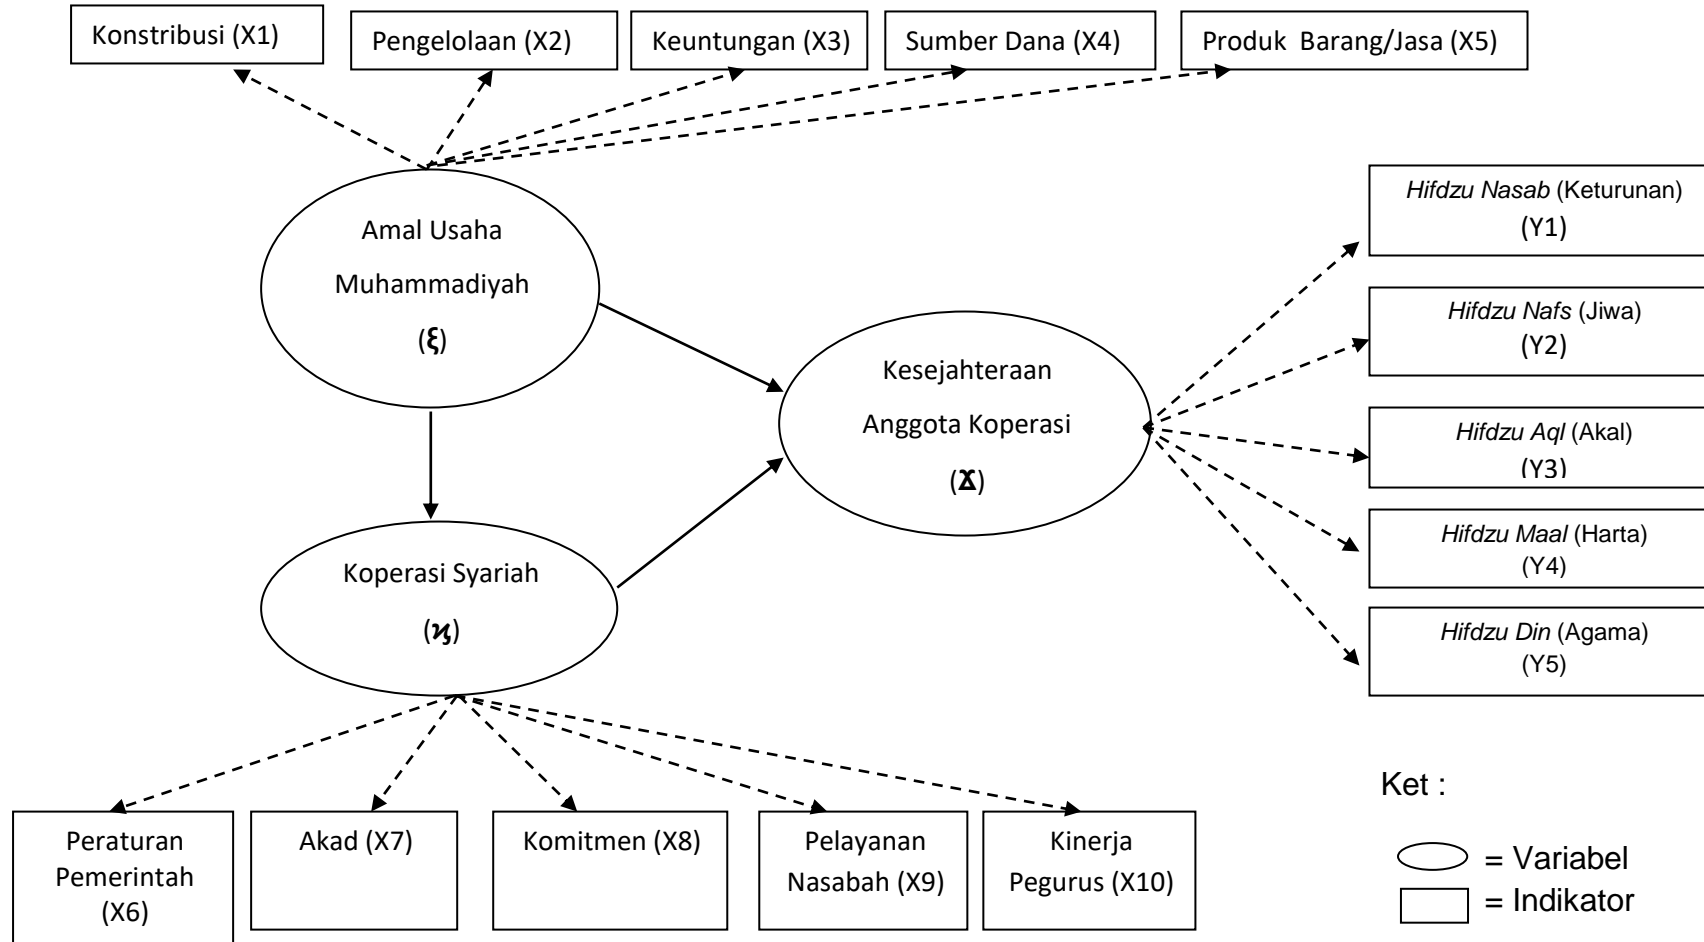 Konstribusi (X1)
Pengelolaan (X2)
Keuntungan (X3)
Sumber Dana (X4)
Produk Barang/Jasa (X5)
Amal Usaha
Muhammadiyah
(ξ)
Kesejahteraan
Anggota Koperasi
(Ϫ)
Koperasi Syariah
(ϗ)
Hifdzu Nasab (Keturunan)
(Y1)
Hifdzu Nafs (Jiwa)
(Y2)
Hifdzu Aql (Akal)
(Y3)
Hifdzu Maal (Harta)
(Y4)
Hifdzu Din (Agama)
(Y5)
Peraturan
Pemerintah
(X6)
Akad (X7)
Komitmen (X8)
Pelayanan
Nasabah (X9)
Kinerja
Pegurus (X10)
Ket :
= Variabel
= Indikator